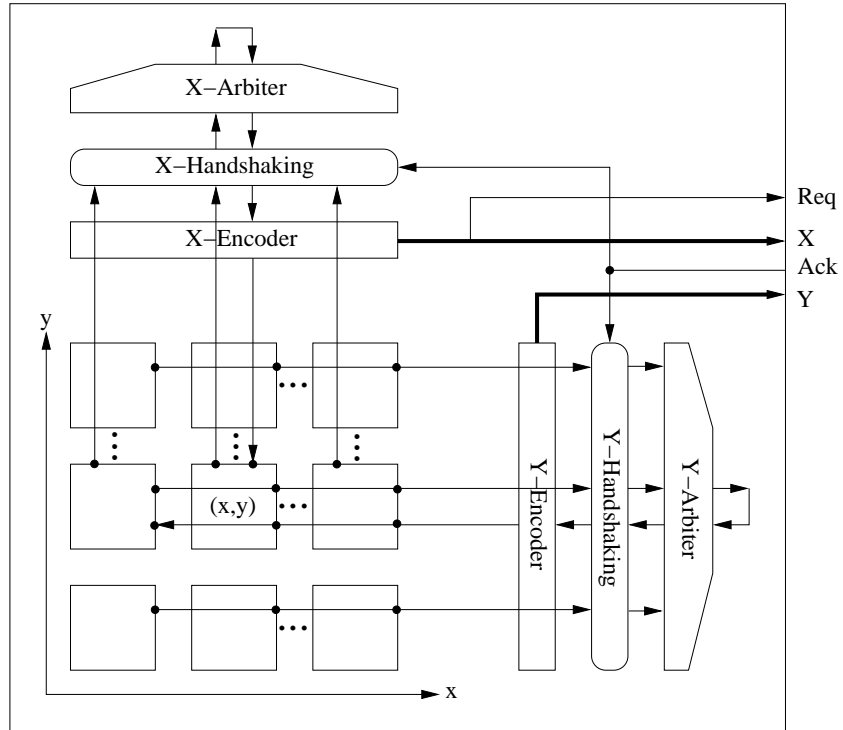 X−Arbiter
X−Handshaking
Req
X−Encoder
X
Ack
Y
y
Y−Encoder
Y−Handshaking
Y−Arbiter
(x,y)
x